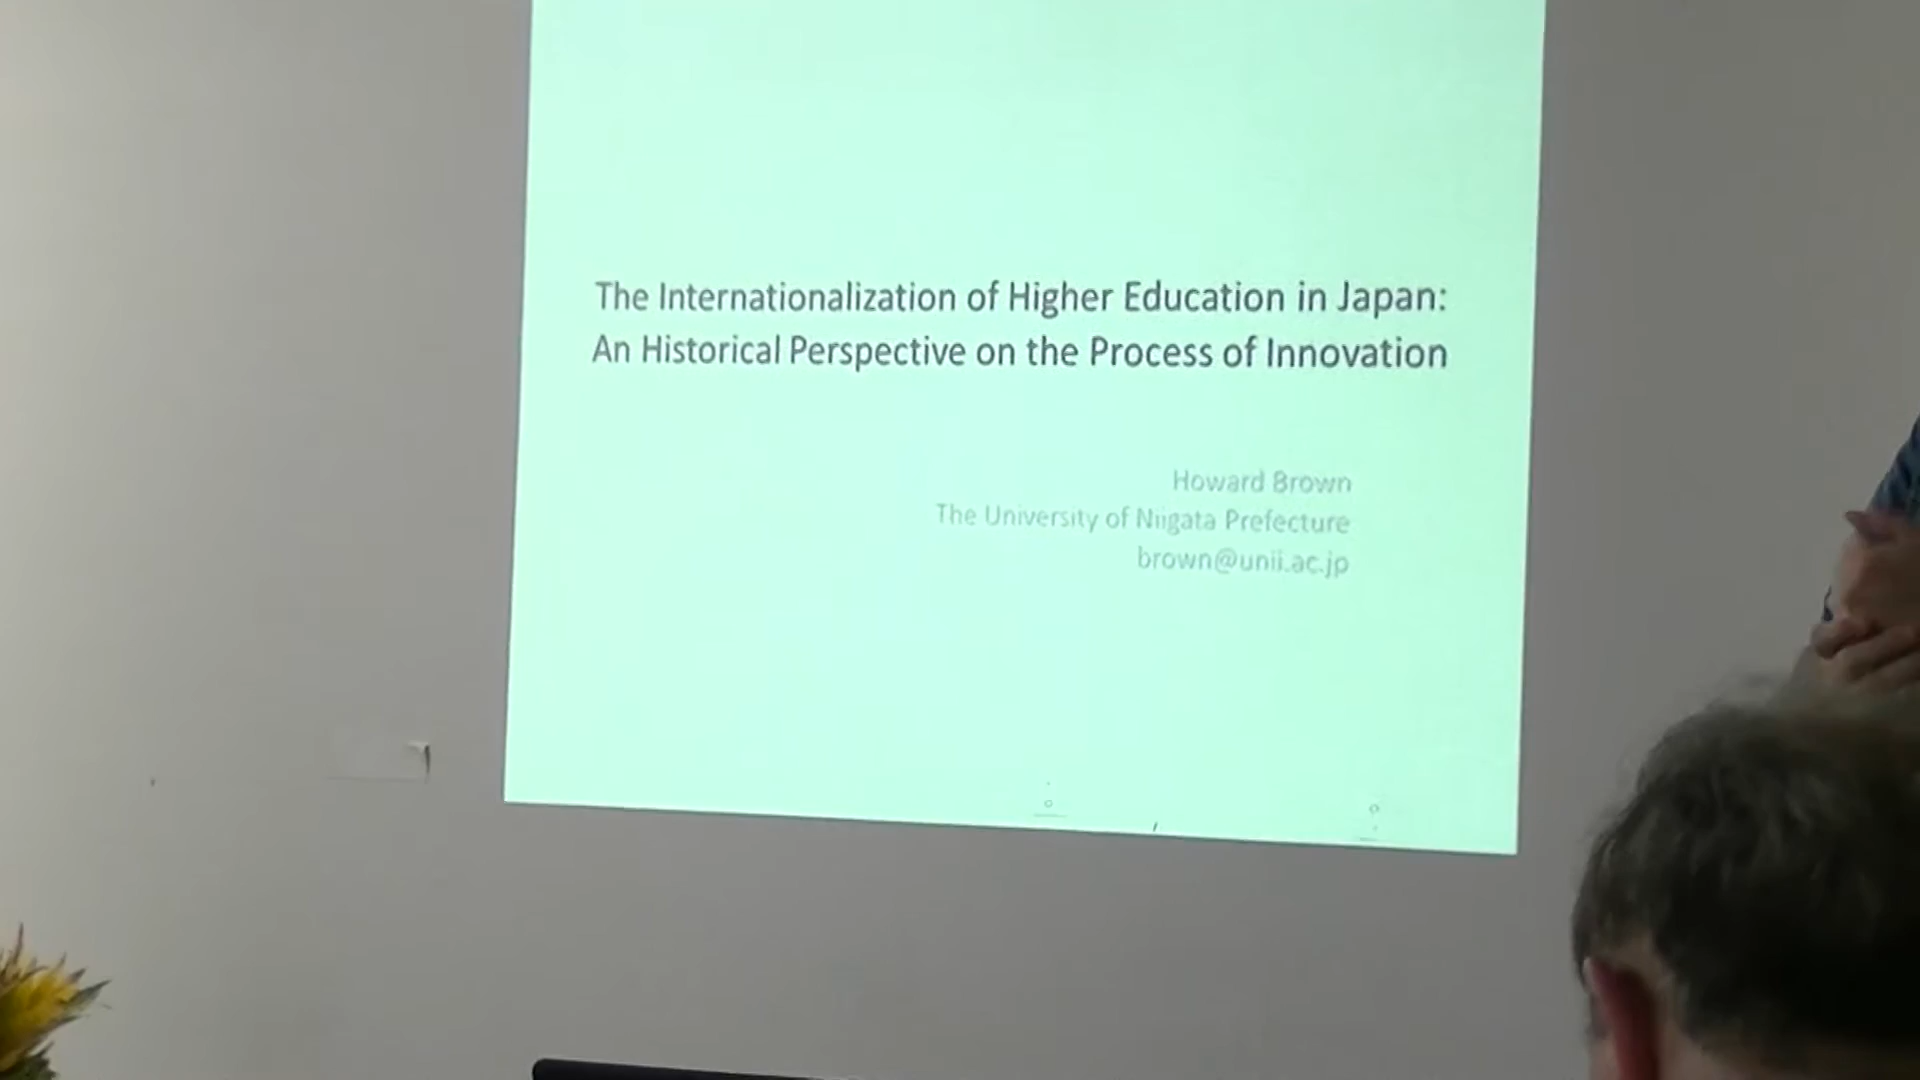 The Internationalization of Higher Education in Japan:
An Historical Perspective on the Process of Innovation
Howard Brown
The University of Niigata Prefecture
brown@unii.ac.jp